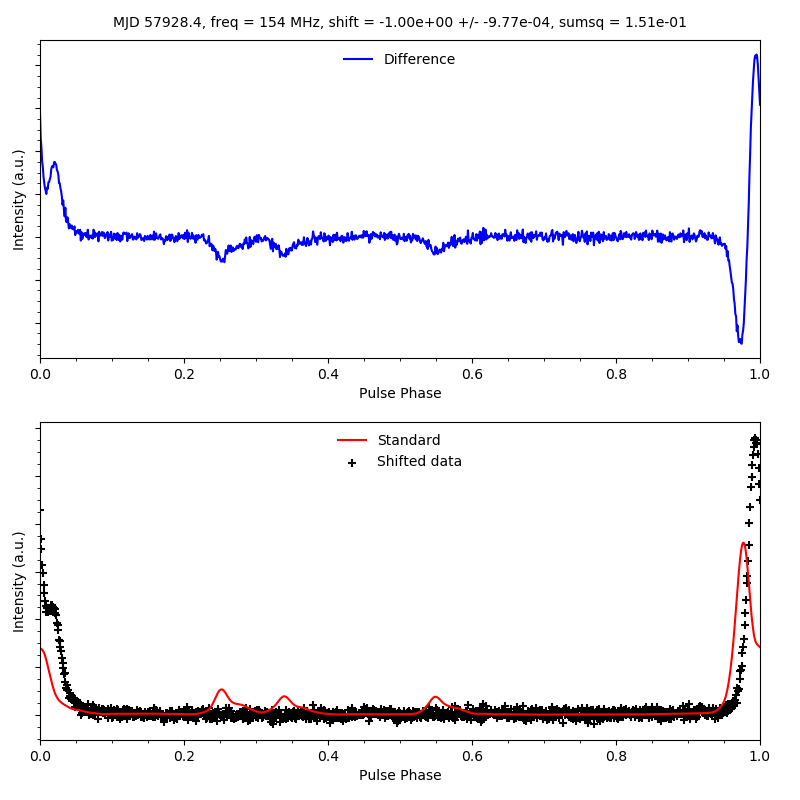 MJD 57928.4, freq = 154 MHz, shift = -1.00e+00 +/- -9.77e-04, sumsq = 1.51e-01
Difference
Intensity (a.u.)
0.0 0.2 0.4 0.6 0.8 1.0
Pulse Phase
Standard
Shifted data
Intensity (a.u.)
0.0 0.2 0.4 0.6 0.8 1.0
Pulse Phase